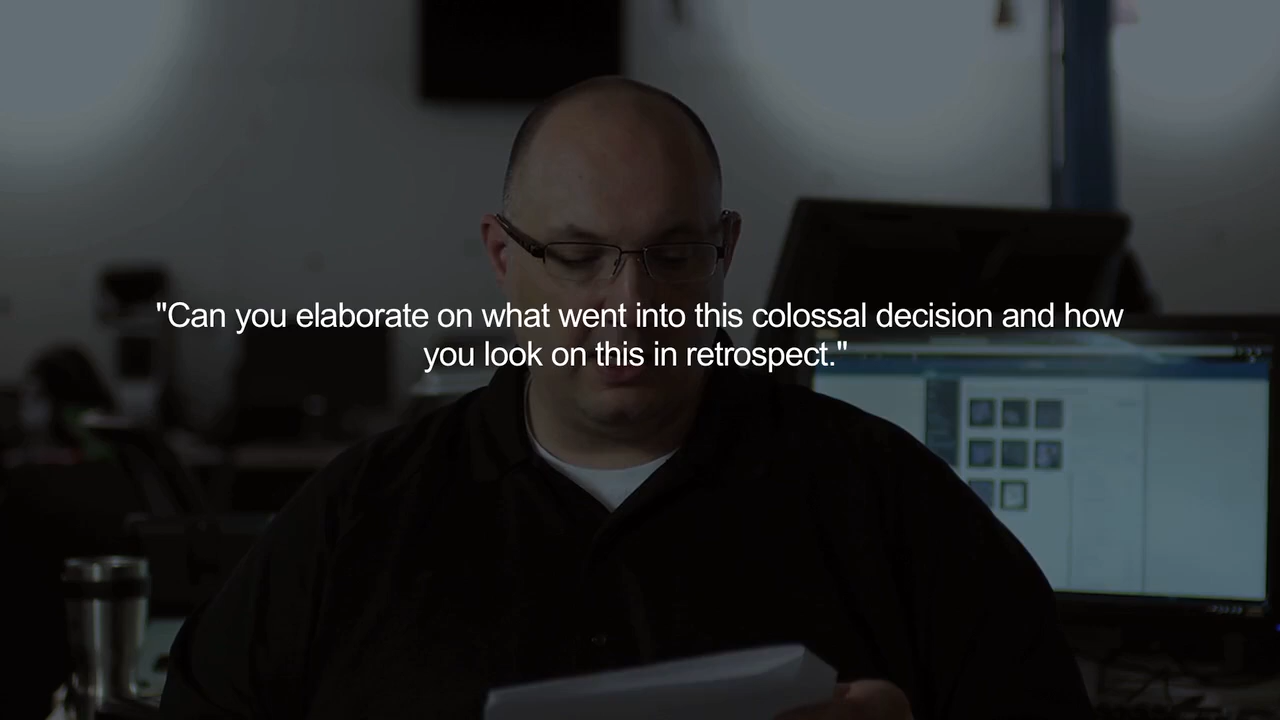 "Can you elaborate on what went into this colossal decision and how
you look on this in retrospect."